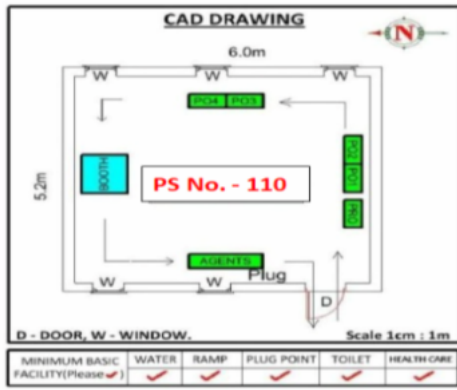 CAD DRAWING
N
6.0m
W W W
PO4 PO3
5.2m
BOOTH
PS No. - 110
PO2 PO1
PRO
AGENTS
Plug
W W
D
D - DOOR, W - WINDOW. Scale 1cm : 1m
MINIMUM BASIC FACILITY(Please ✓) WATER RAMP PLUG POINT TOILET HEALTH CARE
✓ ✓ ✓ ✓ ✓